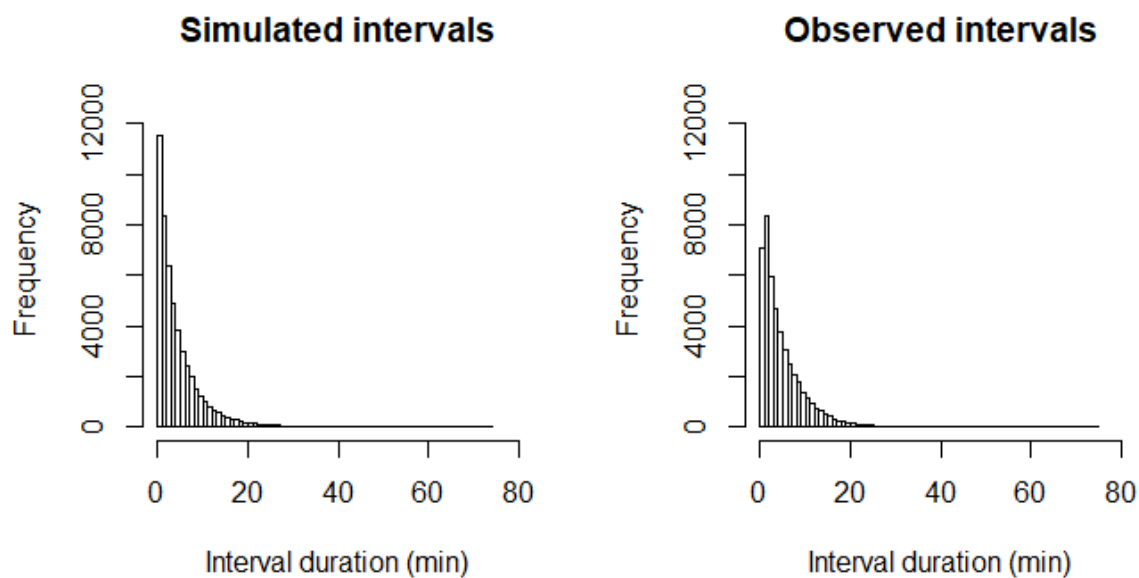 Simulated intervals
Frequency
0 4000 8000 12000
0 20 40 60 80
Interval duration (min)
Observed intervals
Frequency
0 4000 8000 12000
0 20 40 60 80
Interval duration (min)